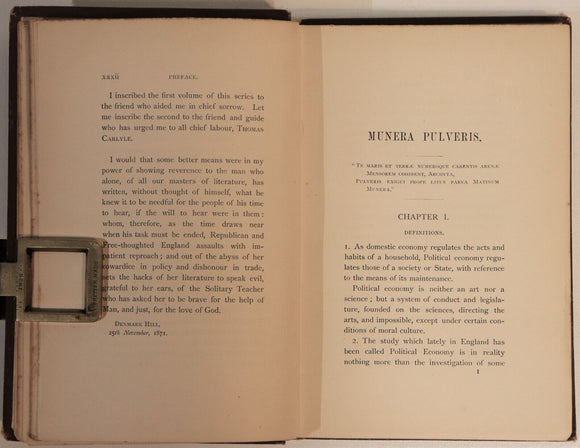 xxxii PREFACE.
I inscribed the first volume of this series to
the friend who aided me in chief sorrow. Let
me inscribe the second to the friend and guide
who has urged me to all chief labour, THOMAS
CARLYLE.
I would that some better means were in my
power of showing reverence to the man who
alone, of all our masters of literature, has
written, without thought of himself, what he
knew it to be needful for the people of his time
to hear, if the will to hear were in them :
whom, therefore, as the time draws near
when his task must be ended, Republican and
Free-thoughted England assaults with im-
patient reproach ; and out of the abyss of her
cowardice in policy and dishonour in trade,
sets the hacks of her literature to speak evil,
grateful to her ears, of the Solitary Teacher
who has asked her to be brave for the help of
Man, and just, for the love of God.
DENMARK HILL,
25th November, 1871.
MUNERA PULVERIS.
"TE MARIS ET TERRÆ NUMEROQUE CARENTIS ARENÆ
MENSOREM COHIBENT, ARCHYTA,
PULVERIS EXIGUI PROPE LITUS PARVA MATINUM
MUNERA."
CHAPTER I.
DEFINITIONS.
1. As domestic economy regulates the acts and
habits of a household, Political economy regu-
lates those of a society or State, with reference
to the means of its maintenance.
Political economy is neither an art nor a
science ; but a system of conduct and legisla-
ture, founded on the sciences, directing the
arts, and impossible, except under certain con-
ditions of moral culture.
2. The study which lately in England has
been called Political Economy is in reality
nothing more than the investigation of some
1